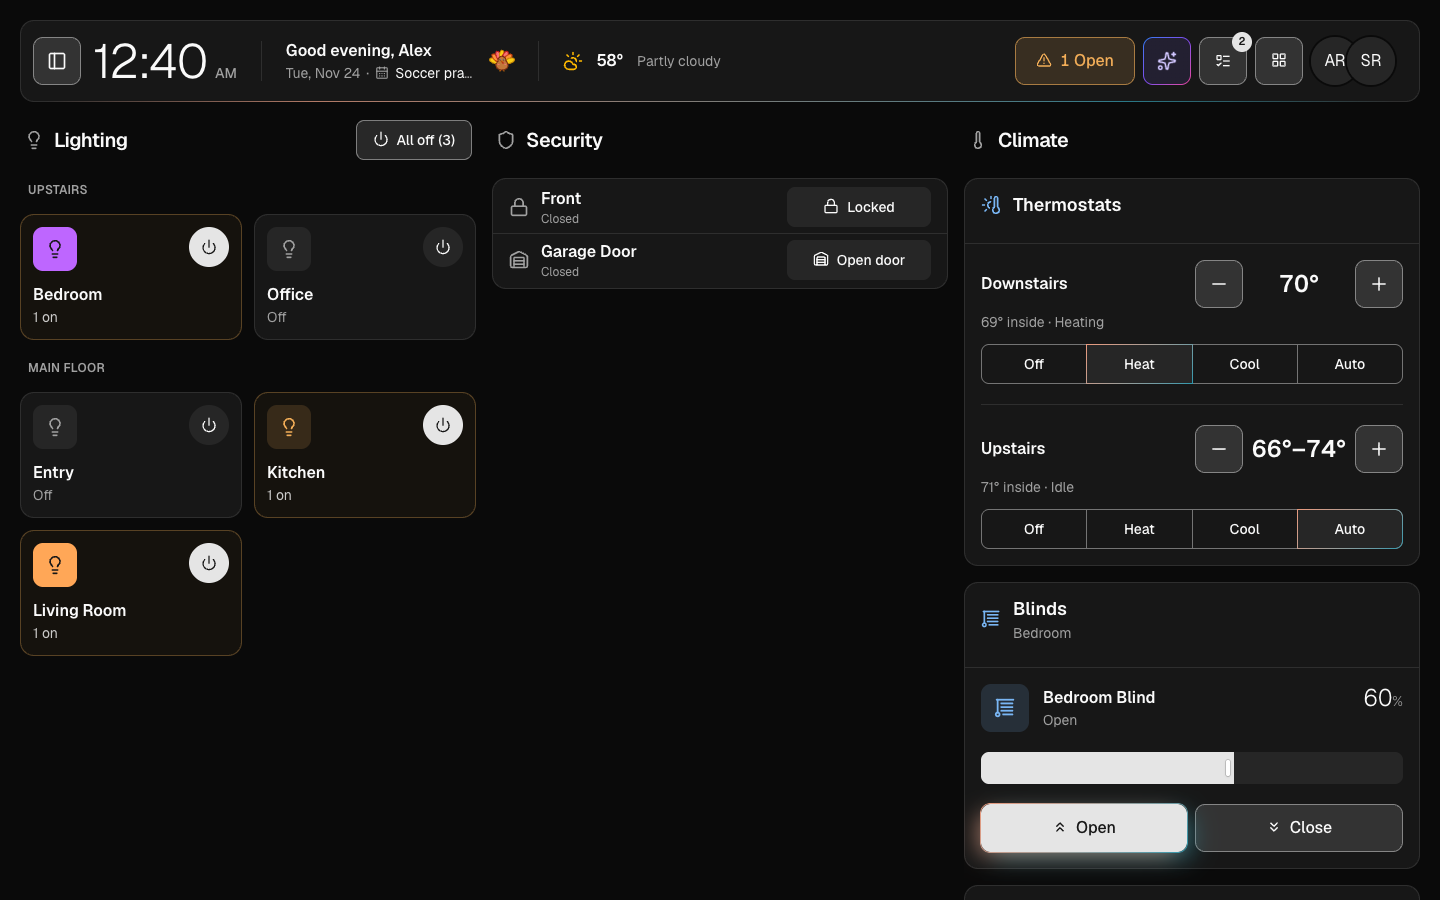 12:40 AM
Good evening, Alex
Tue, Nov 24 · Soccer pra...
58° Partly cloudy
1 Open
2
AR
SR
Lighting
All off (3)
UPSTAIRS
Bedroom
1 on
Office
Off
MAIN FLOOR
Entry
Off
Kitchen
1 on
Living Room
1 on
Security
Front
Closed
Locked
Garage Door
Closed
Open door
Climate
Thermostats
Downstairs
70°
69° inside · Heating
Off Heat Cool Auto
Upstairs
66°–74°
71° inside · Idle
Off Heat Cool Auto
Blinds
Bedroom
Bedroom Blind
Open
60%
Open
Close